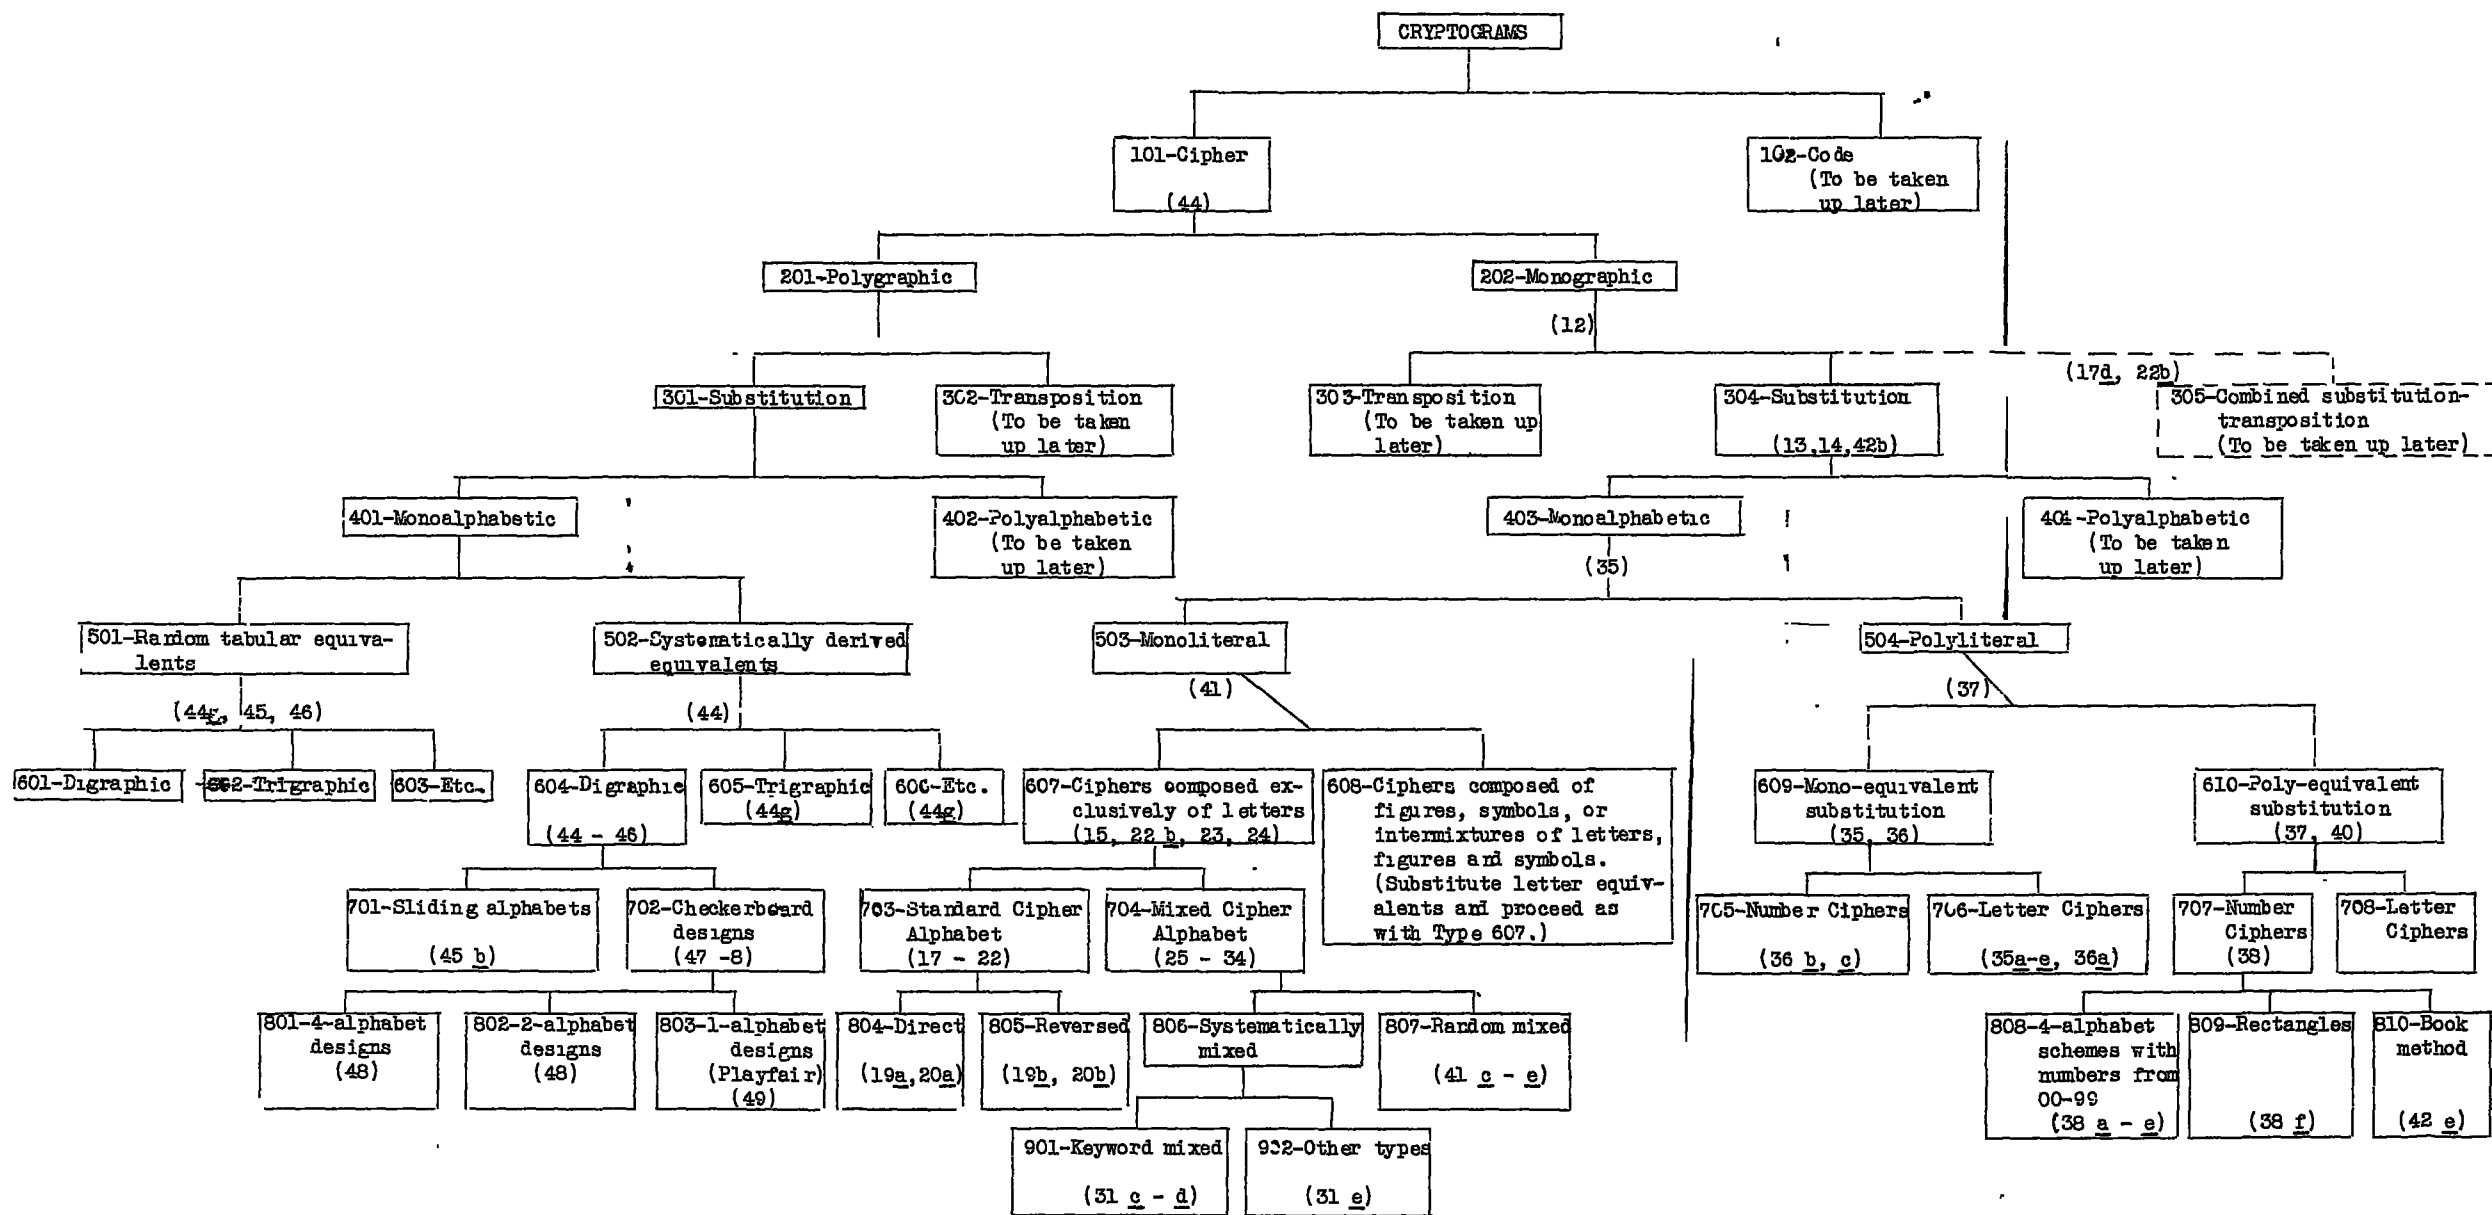 CRYPTOGRAMS
101-Cipher
(44)
102-Code
(To be taken
up later)
201-Polygraphic
202-Monographic
(12)
301-Substitution
302-Transposition
(To be taken
up later)
303-Transposition
(To be taken up
later)
304-Substitution
(13,14,42b)
(17d, 22b)
305-Combined substitution-
transposition
(To be taken up later)
401-Monoalphabetic
402-Polyalphabetic
(To be taken
up later)
403-Monoalphabetic
(35)
404-Polyalphabetic
(To be taken
up later)
501-Random tabular equiva-
lents
(44g, 45, 46)
502-Systematically derived
equivalents
(44)
503-Monoliteral
(41)
504-Polyliteral
(37)
601-Digraphic
602-Trigraphic
603-Etc.
604-Digraphic
(44 - 46)
605-Trigraphic
(44g)
606-Etc.
(44g)
607-Ciphers composed ex-
clusively of letters
(15, 22 b, 23, 24)
608-Ciphers composed of
figures, symbols, or
intermixtures of letters,
figures and symbols.
(Substitute letter equiv-
alents and proceed as
with Type 607.)
609-Mono-equivalent
substitution
(35, 36)
610-Poly-equivalent
substitution
(37, 40)
701-Sliding alphabets
(45 b)
702-Checkerboard
designs
(47 -8)
703-Standard Cipher
Alphabet
(17 - 22)
704-Mixed Cipher
Alphabet
(25 - 34)
705-Number Ciphers
(36 b, c)
706-Letter Ciphers
(35a-e, 36a)
707-Number
Ciphers
(38)
708-Letter
Ciphers
801-4-alphabet
designs
(48)
802-2-alphabet
designs
(48)
803-1-alphabet
designs
(Playfair)
(49)
804-Direct
(19a,20a)
805-Reversed
(19b, 20b)
806-Systematically
mixed
807-Random mixed
(41 c - e)
808-4-alphabet
schemes with
numbers from
00-99
(38 a - e)
809-Rectangles
(38 f)
810-Book
method
(42 e)
901-Keyword mixed
(31 c - d)
902-Other types
(31 e)